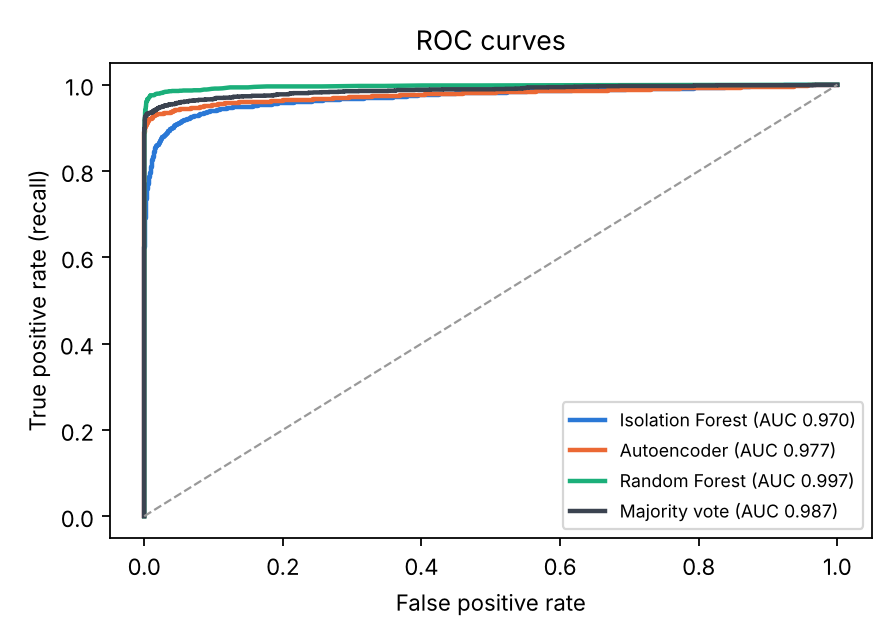 ROC curves
True positive rate (recall)
1.0
0.8
0.6
0.4
0.2
0.0
Isolation Forest (AUC 0.970)
Autoencoder (AUC 0.977)
Random Forest (AUC 0.997)
Majority vote (AUC 0.987)
0.0 0.2 0.4 0.6 0.8 1.0
False positive rate